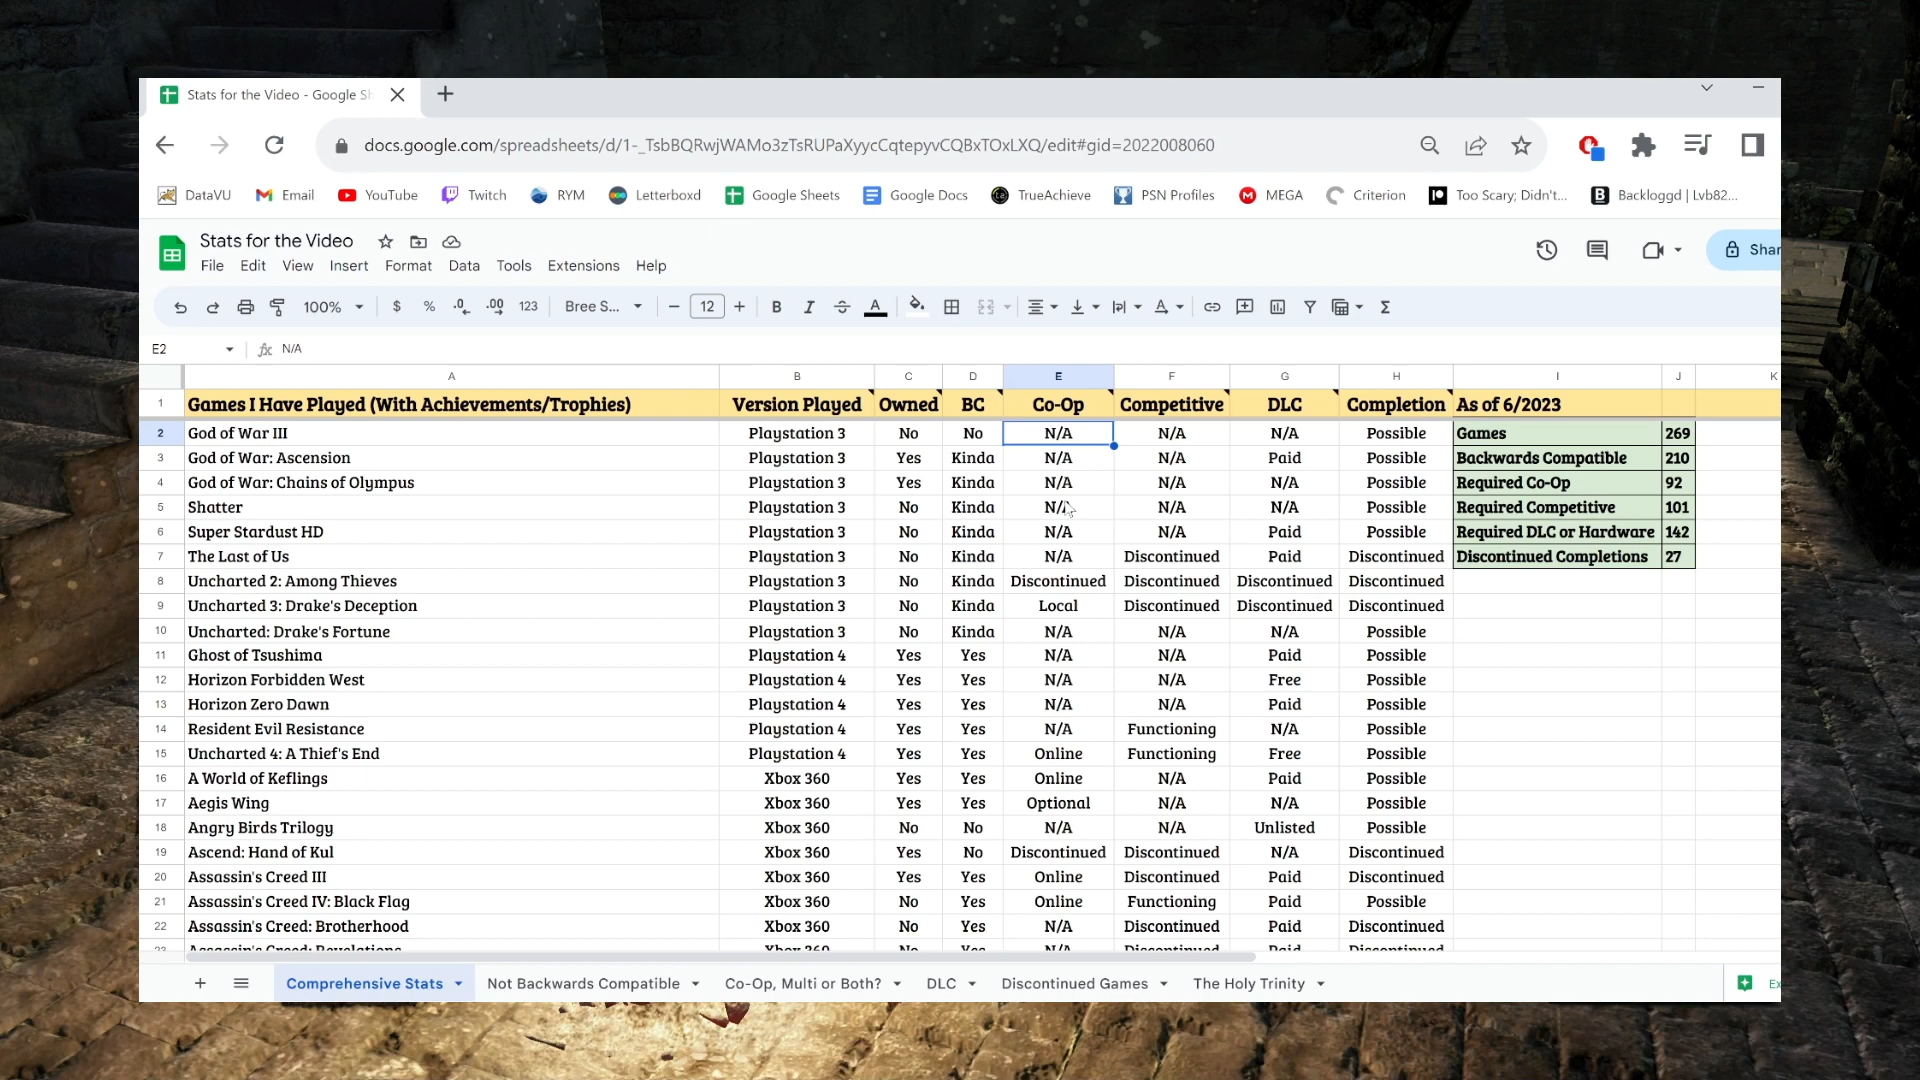 Stats for the Video - Google Sh
docs.google.com/spreadsheets/d/1-_TsbBQRwjWAMo3zTsRUPaXyycCqtepyvCQBxTOxLXQ/edit#gid=2022008060
DataVU Email YouTube Twitch RYM Letterboxd Google Sheets Google Docs TrueAchieve PSN Profiles MEGA Criterion Too Scary; Didn't... Backloggd | Lvb82...
Stats for the Video
File Edit View Insert Format Data Tools Extensions Help
Shar
100% $ % .0 .00 123 Bree S... 12 B I A
E2 fx N/A
A B C D E F G H I J K
1 Games I Have Played (With Achievements/Trophies) Version Played Owned BC Co-Op Competitive DLC Completion As of 6/2023
2 God of War III Playstation 3 No No N/A N/A N/A Possible Games 269
3 God of War: Ascension Playstation 3 Yes Kinda N/A N/A Paid Possible Backwards Compatible 210
4 God of War: Chains of Olympus Playstation 3 Yes Kinda N/A N/A N/A Possible Required Co-Op 92
5 Shatter Playstation 3 No Kinda N/A N/A N/A Possible Required Competitive 101
6 Super Stardust HD Playstation 3 No Kinda N/A N/A Paid Possible Required DLC or Hardware 142
7 The Last of Us Playstation 3 No Kinda N/A Discontinued Paid Discontinued Discontinued Completions 27
8 Uncharted 2: Among Thieves Playstation 3 No Kinda Discontinued Discontinued Discontinued Discontinued
9 Uncharted 3: Drake's Deception Playstation 3 No Kinda Local Discontinued Discontinued Discontinued
10 Uncharted: Drake's Fortune Playstation 3 No Kinda N/A N/A N/A Possible
11 Ghost of Tsushima Playstation 4 Yes Yes N/A N/A Paid Possible
12 Horizon Forbidden West Playstation 4 Yes Yes N/A N/A Free Possible
13 Horizon Zero Dawn Playstation 4 Yes Yes N/A N/A Paid Possible
14 Resident Evil Resistance Playstation 4 Yes Yes N/A Functioning N/A Possible
15 Uncharted 4: A Thief's End Playstation 4 Yes Yes Online Functioning Free Possible
16 A World of Keflings Xbox 360 Yes Yes Online N/A Paid Possible
17 Aegis Wing Xbox 360 Yes Yes Optional N/A N/A Possible
18 Angry Birds Trilogy Xbox 360 No No N/A N/A Unlisted Possible
19 Ascend: Hand of Kul Xbox 360 Yes No Discontinued Discontinued N/A Discontinued
20 Assassin's Creed III Xbox 360 Yes Yes Online Discontinued Paid Discontinued
21 Assassin's Creed IV: Black Flag Xbox 360 No Yes Online Functioning Paid Possible
22 Assassin's Creed: Brotherhood Xbox 360 No Yes N/A Discontinued Paid Discontinued
23 Assassin's Creed: Revelations Xbox 360 No Yes N/A Discontinued Paid Discontinued
Comprehensive Stats Not Backwards Compatible Co-Op, Multi or Both? DLC Discontinued Games The Holy Trinity Ex